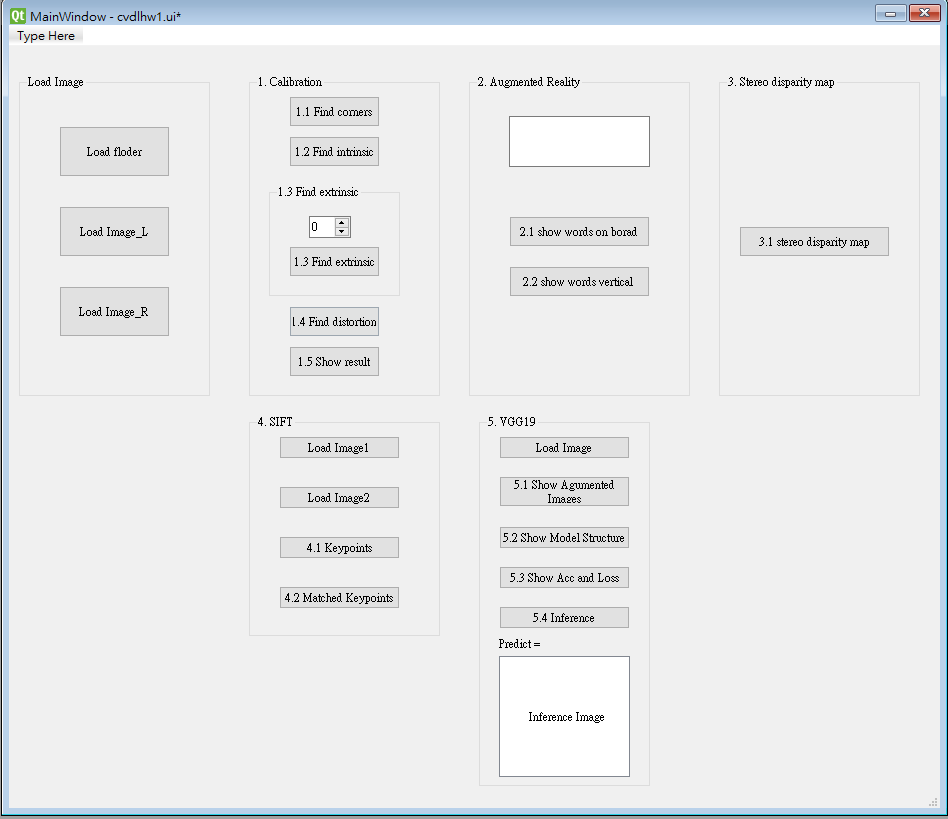 Qt MainWindow - cvdlhw1.ui*
Type Here
Load Image
Load floder
Load Image_L
Load Image_R
1. Calibration
1.1 Find corners
1.2 Find intrinsic
1.3 Find extrinsic
0
1.3 Find extrinsic
1.4 Find distortion
1.5 Show result
2. Augmented Reality
2.1 show words on borad
2.2 show words vertical
3. Stereo disparity map
3.1 stereo disparity map
4. SIFT
Load Image1
Load Image2
4.1 Keypoints
4.2 Matched Keypoints
5. VGG19
Load Image
5.1 Show Agumented
Images
5.2 Show Model Structure
5.3 Show Acc and Loss
5.4 Inference
Predict =
Inference Image